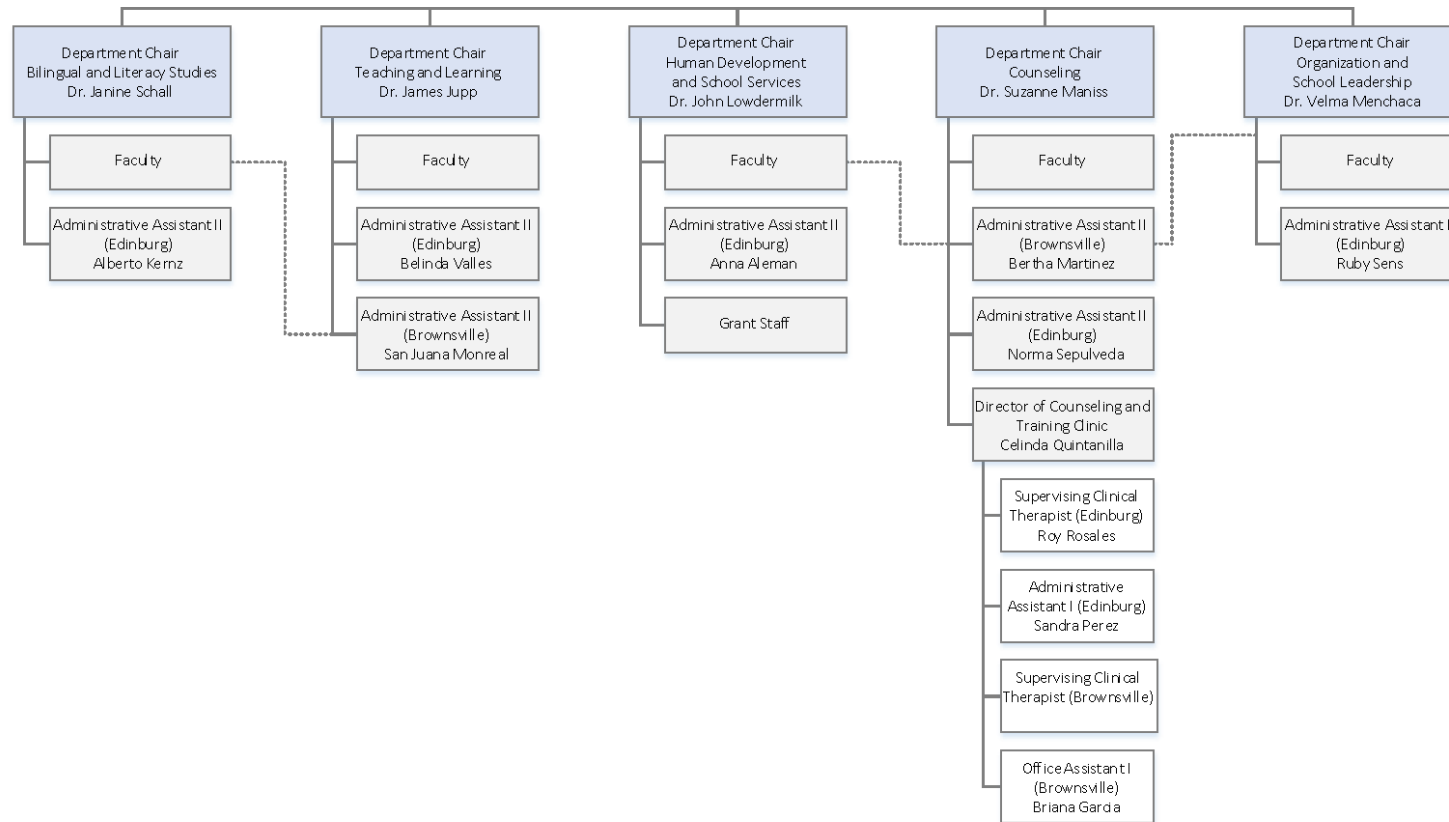 Department Chair
Bilingual and Literacy Studies
Dr. Janine Schall
Faculty
Administrative Assistant II
(Edinburg)
Alberto Kernz
Department Chair
Teaching and Learning
Dr. James Jupp
Faculty
Administrative Assistant II
(Edinburg)
Belinda Valles
Administrative Assistant II
(Brownsville)
San Juana Monreal
Department Chair
Human Development
and School Services
Dr. John Lowdermilk
Faculty
Administrative Assistant II
(Edinburg)
Anna Aleman
Grant Staff
Department Chair
Counseling
Dr. Suzanne Maniss
Faculty
Administrative Assistant II
(Brownsville)
Bertha Martinez
Administrative Assistant II
(Edinburg)
Norma Sepulveda
Director of Counseling and
Training Clinic
Celinda Quintanilla
Supervising Clinical
Therapist (Edinburg)
Roy Rosales
Administrative
Assistant I (Edinburg)
Sandra Perez
Supervising Clinical
Therapist (Brownsville)
Office Assistant I
(Brownsville)
Briana Garcia
Department Chair
Organization and
School Leadership
Dr. Velma Menchaca
Faculty
Administrative Assistant
(Edinburg)
Ruby Sens